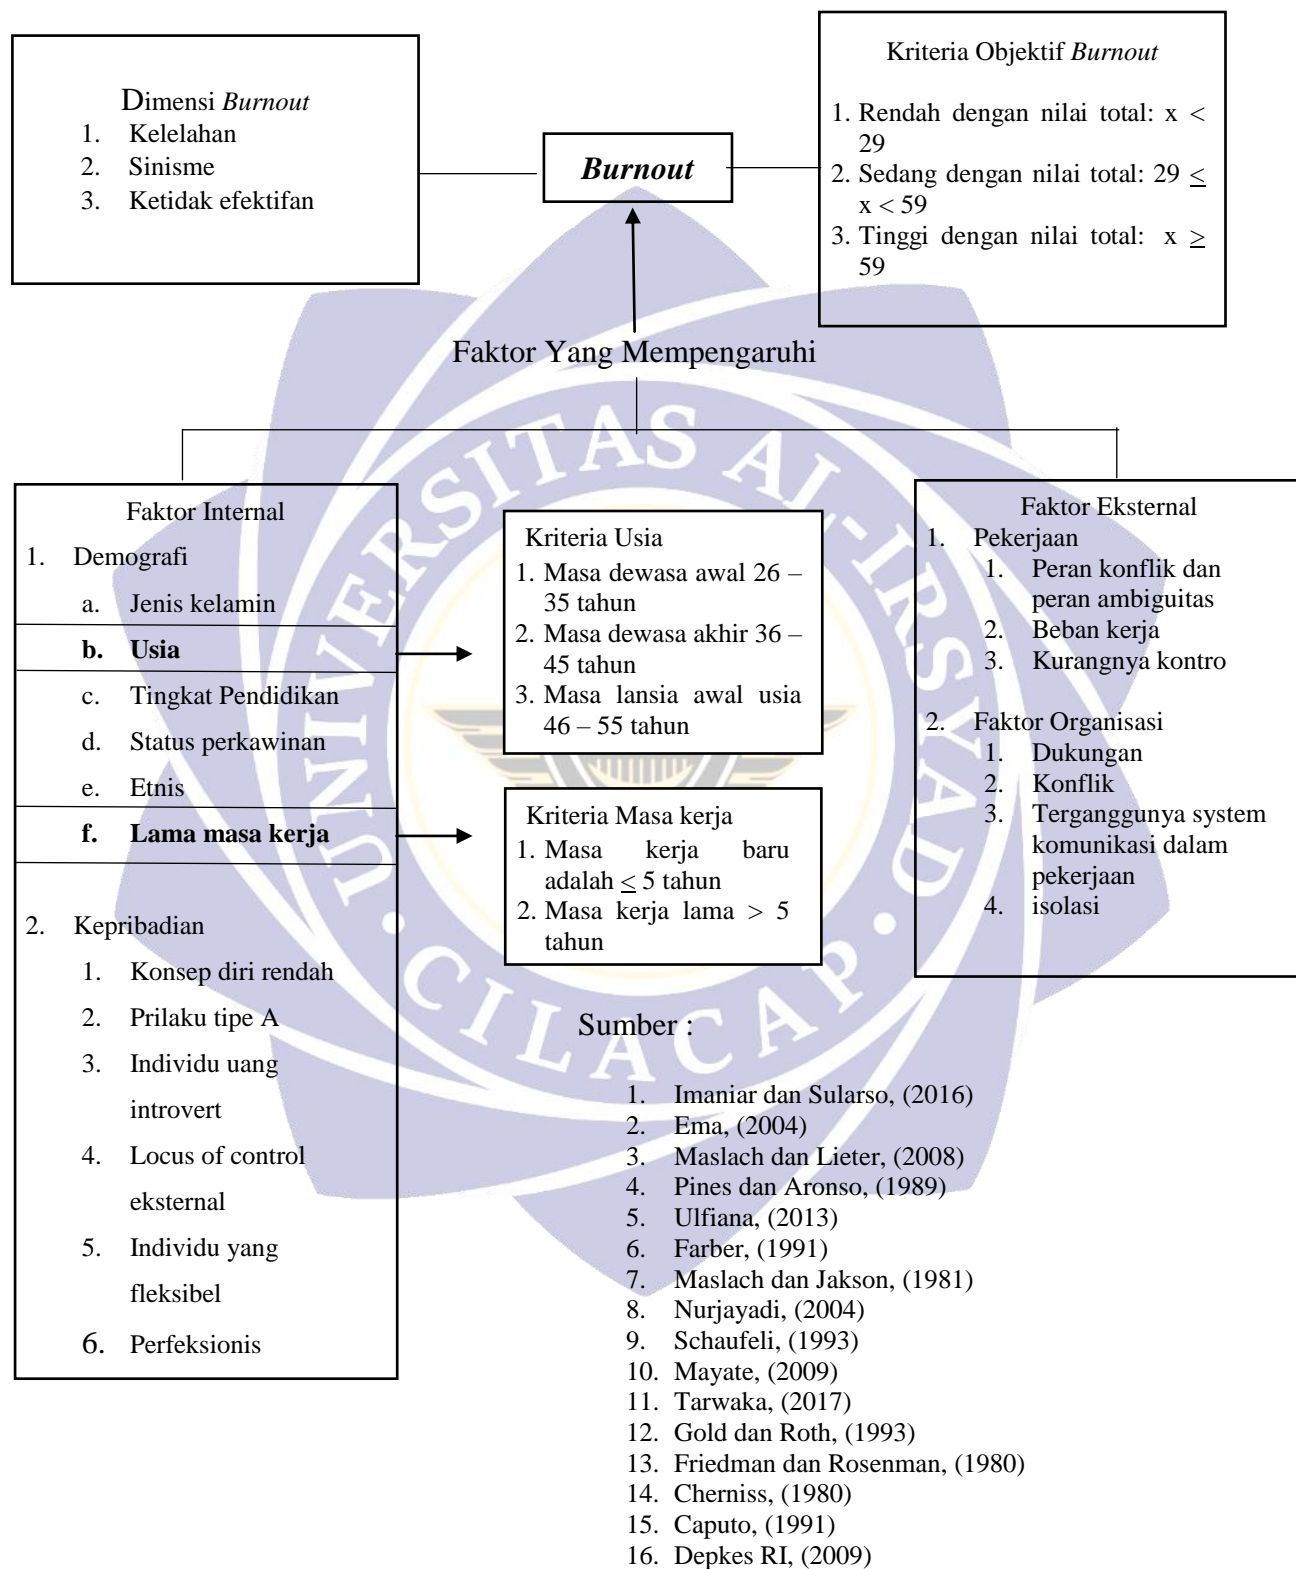 Dimensi Burnout
1. Kelelahan
2. Sinisme
3. Ketidak efektifan
Burnout
Kriteria Objektif Burnout
1. Rendah dengan nilai total: x <
29
2. Sedang dengan nilai total: 29 ≤
x < 59
3. Tinggi dengan nilai total: x ≥
59
Faktor Yang Mempengaruhi
Faktor Internal
1. Demografi
a. Jenis kelamin
b. Usia
c. Tingkat Pendidikan
d. Status perkawinan
e. Etnis
f. Lama masa kerja
2. Kepribadian
1. Konsep diri rendah
2. Prilaku tipe A
3. Individu uang
introvert
4. Locus of control
eksternal
5. Individu yang
fleksibel
6. Perfeksionis
Kriteria Usia
1. Masa dewasa awal 26 –
35 tahun
2. Masa dewasa akhir 36 –
45 tahun
3. Masa lansia awal usia
46 – 55 tahun
Kriteria Masa kerja
1. Masa kerja baru
adalah ≤ 5 tahun
2. Masa kerja lama > 5
tahun
Faktor Eksternal
1. Pekerjaan
1. Peran konflik dan
peran ambiguitas
2. Beban kerja
3. Kurangnya kontro
2. Faktor Organisasi
1. Dukungan
2. Konflik
3. Terganggunya system
komunikasi dalam
pekerjaan
4. isolasi
Sumber :
1. Imaniar dan Sularso, (2016)
2. Ema, (2004)
3. Maslach dan Lieter, (2008)
4. Pines dan Aronso, (1989)
5. Ulfiana, (2013)
6. Farber, (1991)
7. Maslach dan Jakson, (1981)
8. Nurjayadi, (2004)
9. Schaufeli, (1993)
10. Mayate, (2009)
11. Tarwaka, (2017)
12. Gold dan Roth, (1993)
13. Friedman dan Rosenman, (1980)
14. Cherniss, (1980)
15. Caputo, (1991)
16. Depkes RI, (2009)
UNIVERSITAS AL-IRSYAD
CILACAP